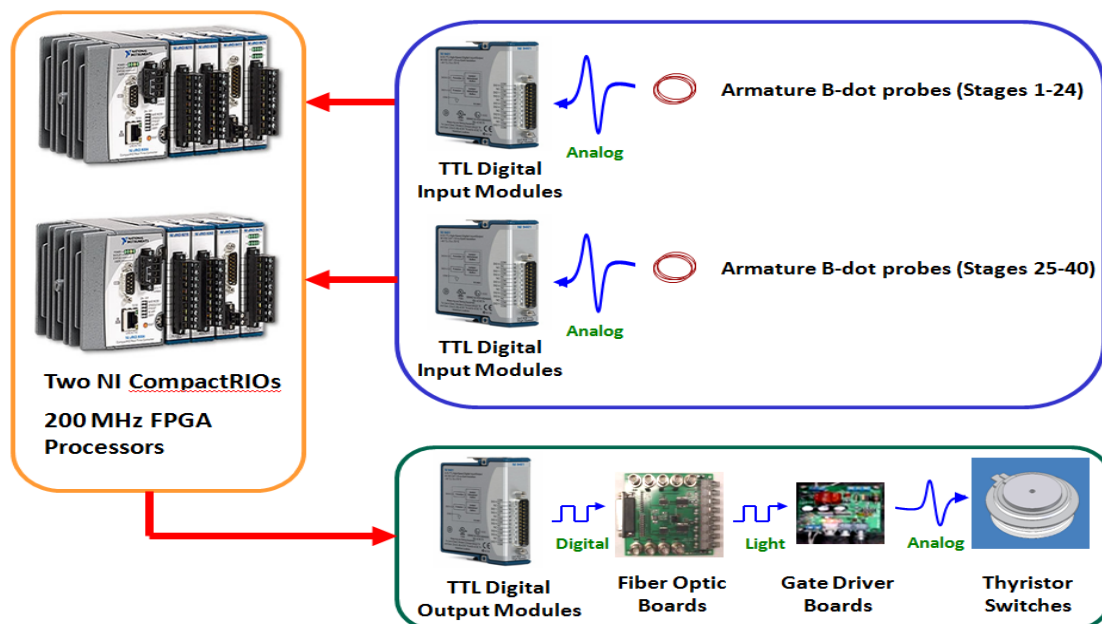 Armature B-dot probes (Stages 1-24)
Analog
TTL Digital
Input Modules
Armature B-dot probes (Stages 25-40)
Analog
TTL Digital
Input Modules
Two NI CompactRIOs
200 MHz FPGA
Processors
Digital
Light
Analog
TTL Digital
Output Modules
Fiber Optic
Boards
Gate Driver
Boards
Thyristor
Switches